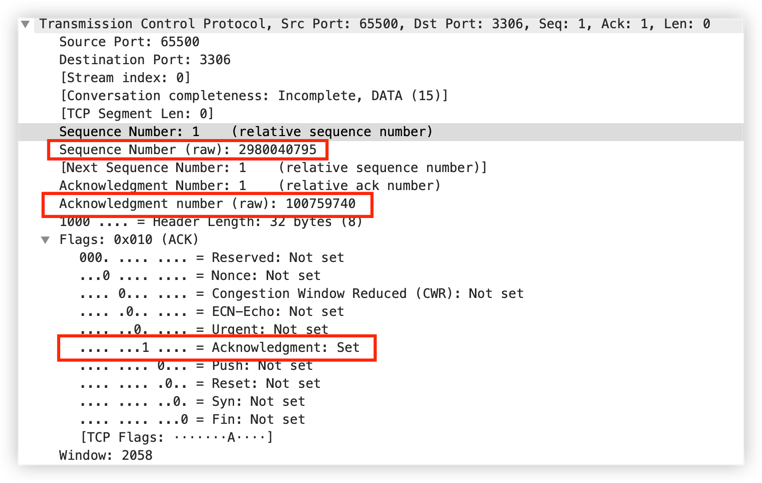 Transmission Control Protocol, Src Port: 65500, Dst Port: 3306, Seq: 1, Ack: 1, Len: 0
Source Port: 65500
Destination Port: 3306
[Stream index: 0]
[Conversation completeness: Incomplete, DATA (15)]
[TCP Segment Len: 0]
Sequence Number: 1    (relative sequence number)
Sequence Number (raw): 2980040795
[Next Sequence Number: 1    (relative sequence number)]
Acknowledgment Number: 1    (relative ack number)
Acknowledgment number (raw): 100759740
1000 .... = Header Length: 32 bytes (8)
Flags: 0x010 (ACK)
000. .... .... = Reserved: Not set
...0 .... .... = Nonce: Not set
.... 0... .... = Congestion Window Reduced (CWR): Not set
.... .0.. .... = ECN-Echo: Not set
.... ..0. .... = Urgent: Not set
.... ...1 .... = Acknowledgment: Set
.... .... 0... = Push: Not set
.... .... .0.. = Reset: Not set
.... .... ..0. = Syn: Not set
.... .... ...0 = Fin: Not set
[TCP Flags: ·······A····]
Window: 2058